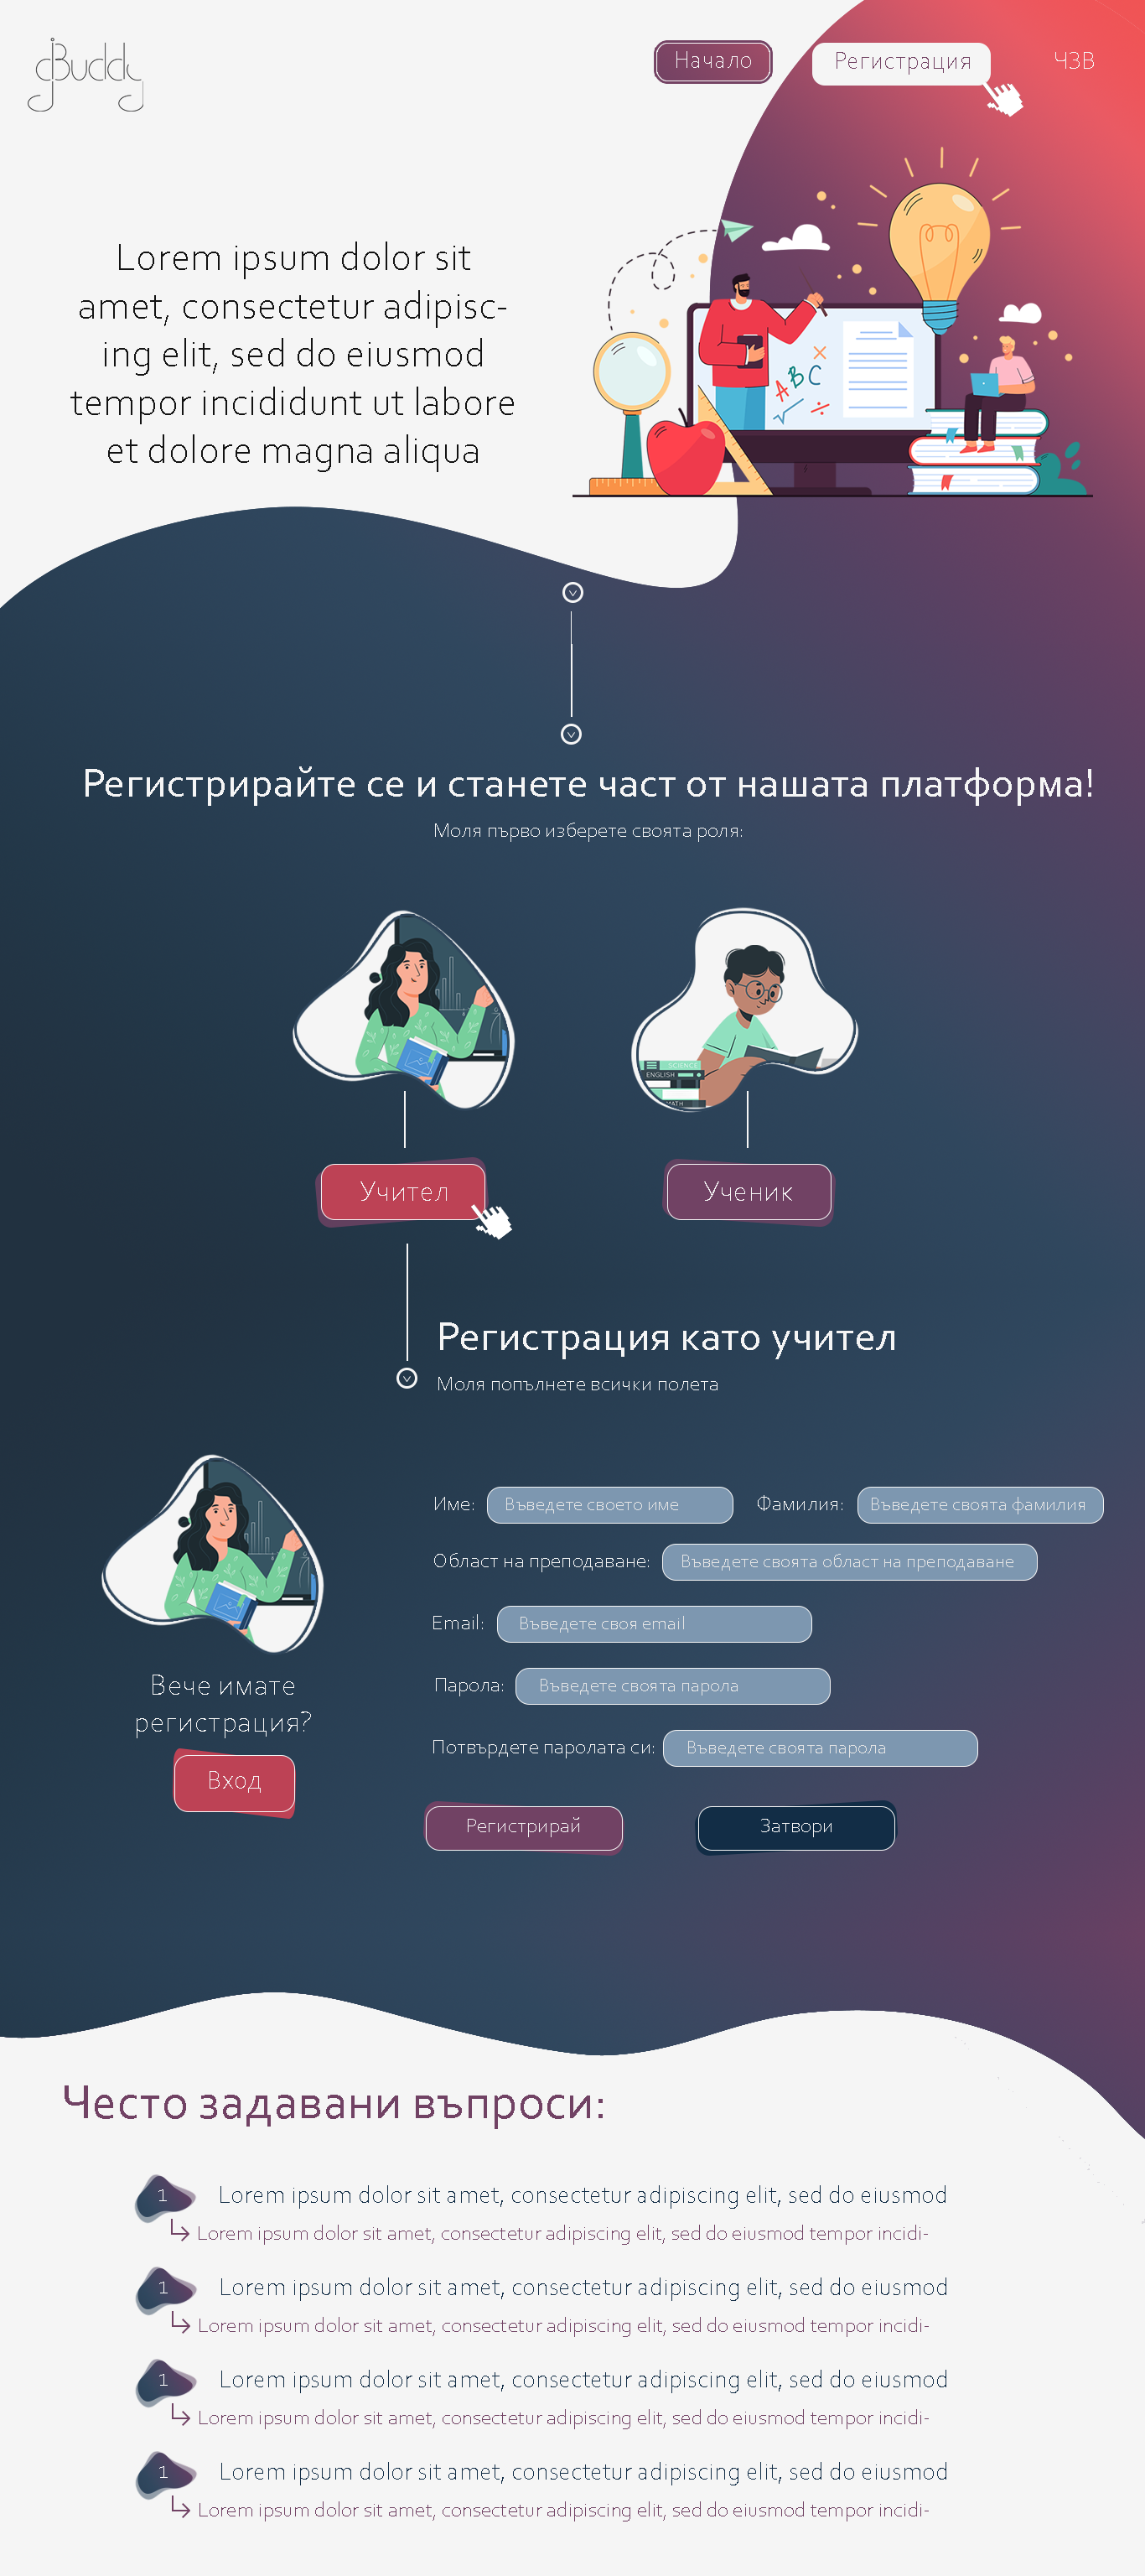 Buddy
Начало
Регистрация
ЧЗВ
Lorem ipsum dolor sit
amet, consectetur adipisc-
ing elit, sed do eiusmod
tempor incididunt ut labore
et dolore magna aliqua
A B C
Регистрирайте се и станете част от нашата платформа!
Моля първо изберете своята роля:
SCIENCE
ENGLISH
MATH
Учител
Ученик
Регистрация като учител
Моля попълнете всички полета
Име: Въведете своето име Фамилия: Въведете своята фамилия
Област на преподаване: Въведете своята област на преподаване
Email: Въведете своя email
Парола: Въведете своята парола
Потвърдете паролата си: Въведете своята парола
Вече имате
регистрация?
Вход
Регистрирай
Затвори
Често задавани въпроси:
1 Lorem ipsum dolor sit amet, consectetur adipiscing elit, sed do eiusmod
Lorem ipsum dolor sit amet, consectetur adipiscing elit, sed do eiusmod tempor incidi-
1 Lorem ipsum dolor sit amet, consectetur adipiscing elit, sed do eiusmod
Lorem ipsum dolor sit amet, consectetur adipiscing elit, sed do eiusmod tempor incidi-
1 Lorem ipsum dolor sit amet, consectetur adipiscing elit, sed do eiusmod
Lorem ipsum dolor sit amet, consectetur adipiscing elit, sed do eiusmod tempor incidi-
1 Lorem ipsum dolor sit amet, consectetur adipiscing elit, sed do eiusmod
Lorem ipsum dolor sit amet, consectetur adipiscing elit, sed do eiusmod tempor incidi-